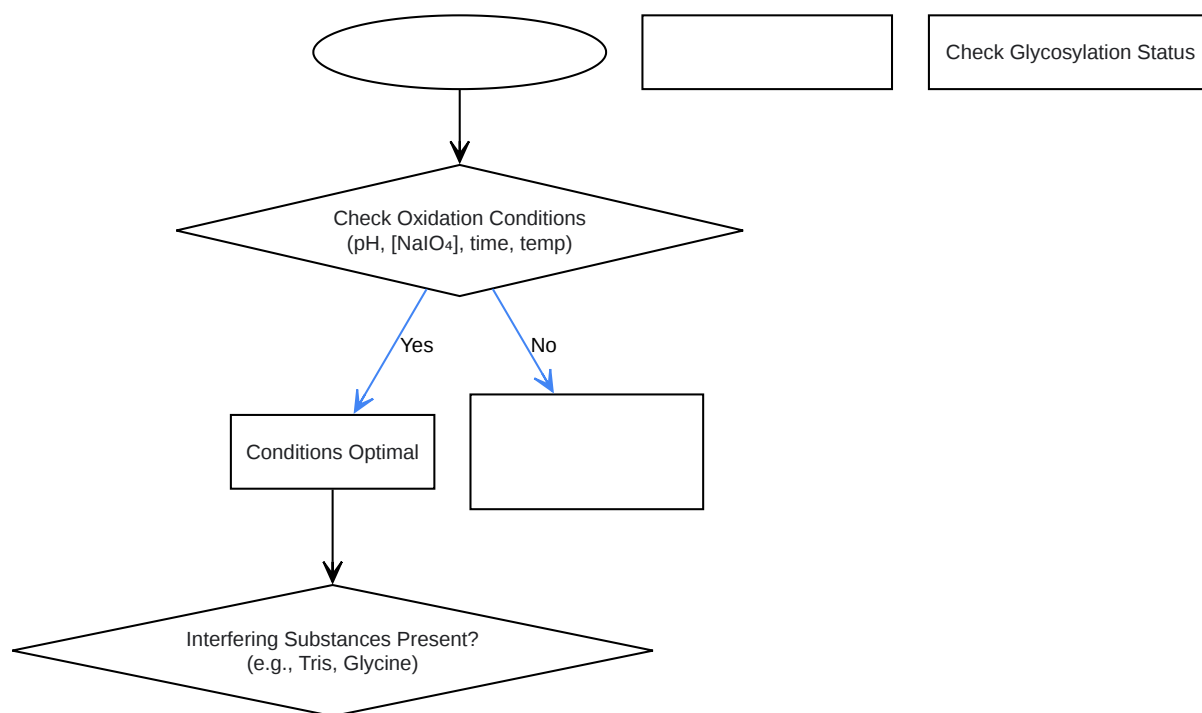 Check Glycosylation Status
Check Oxidation Conditions
(pH, [NaIO₄], time, temp)
Yes
No
Conditions Optimal
Interfering Substances Present?
(e.g., Tris, Glycine)